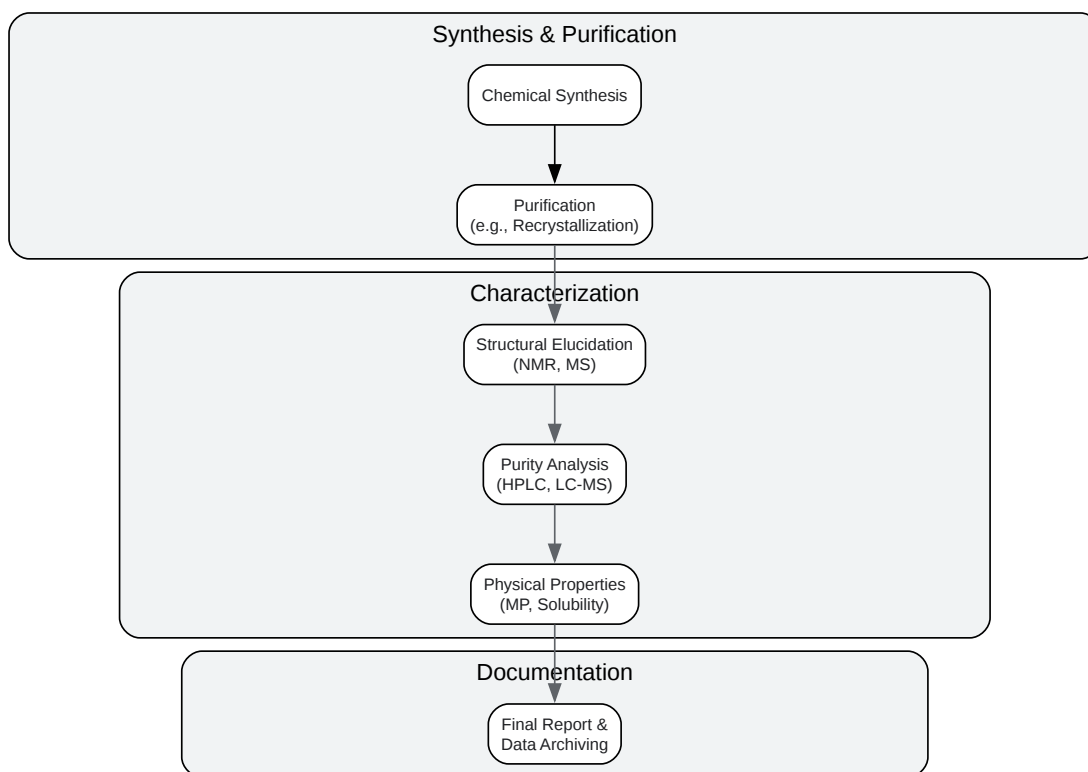 Synthesis & Purification
Chemical Synthesis
Purification
(e.g., Recrystallization)
Characterization
Structural Elucidation
(NMR, MS)
Purity Analysis
(HPLC, LC-MS)
Physical Properties
(MP, Solubility)
Documentation
Final Report &
Data Archiving